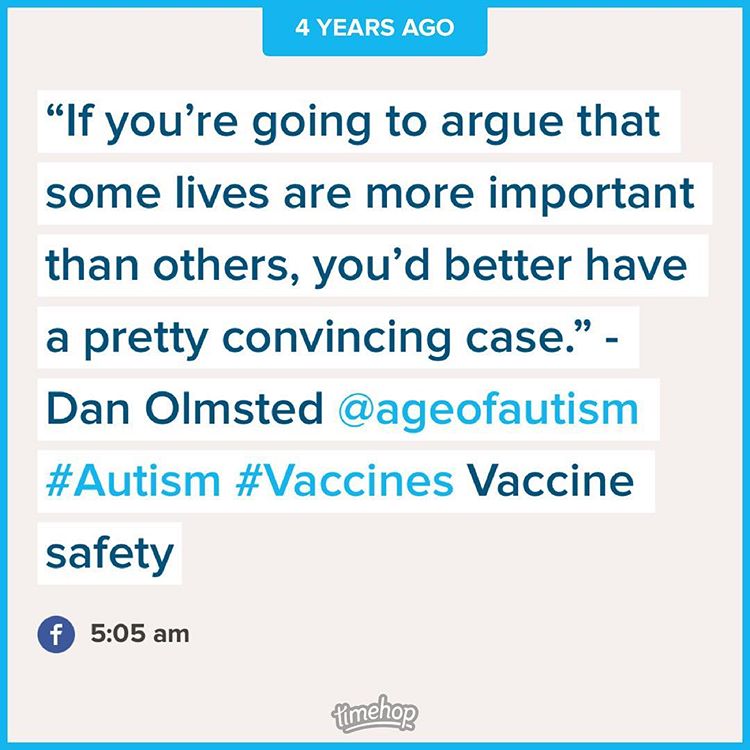 4 YEARS AGO
“If you’re going to argue that
some lives are more important
than others, you’d better have
a pretty convincing case.” -
Dan Olmsted @ageofautism
#Autism #Vaccines Vaccine
safety
f 5:05 am
timehop